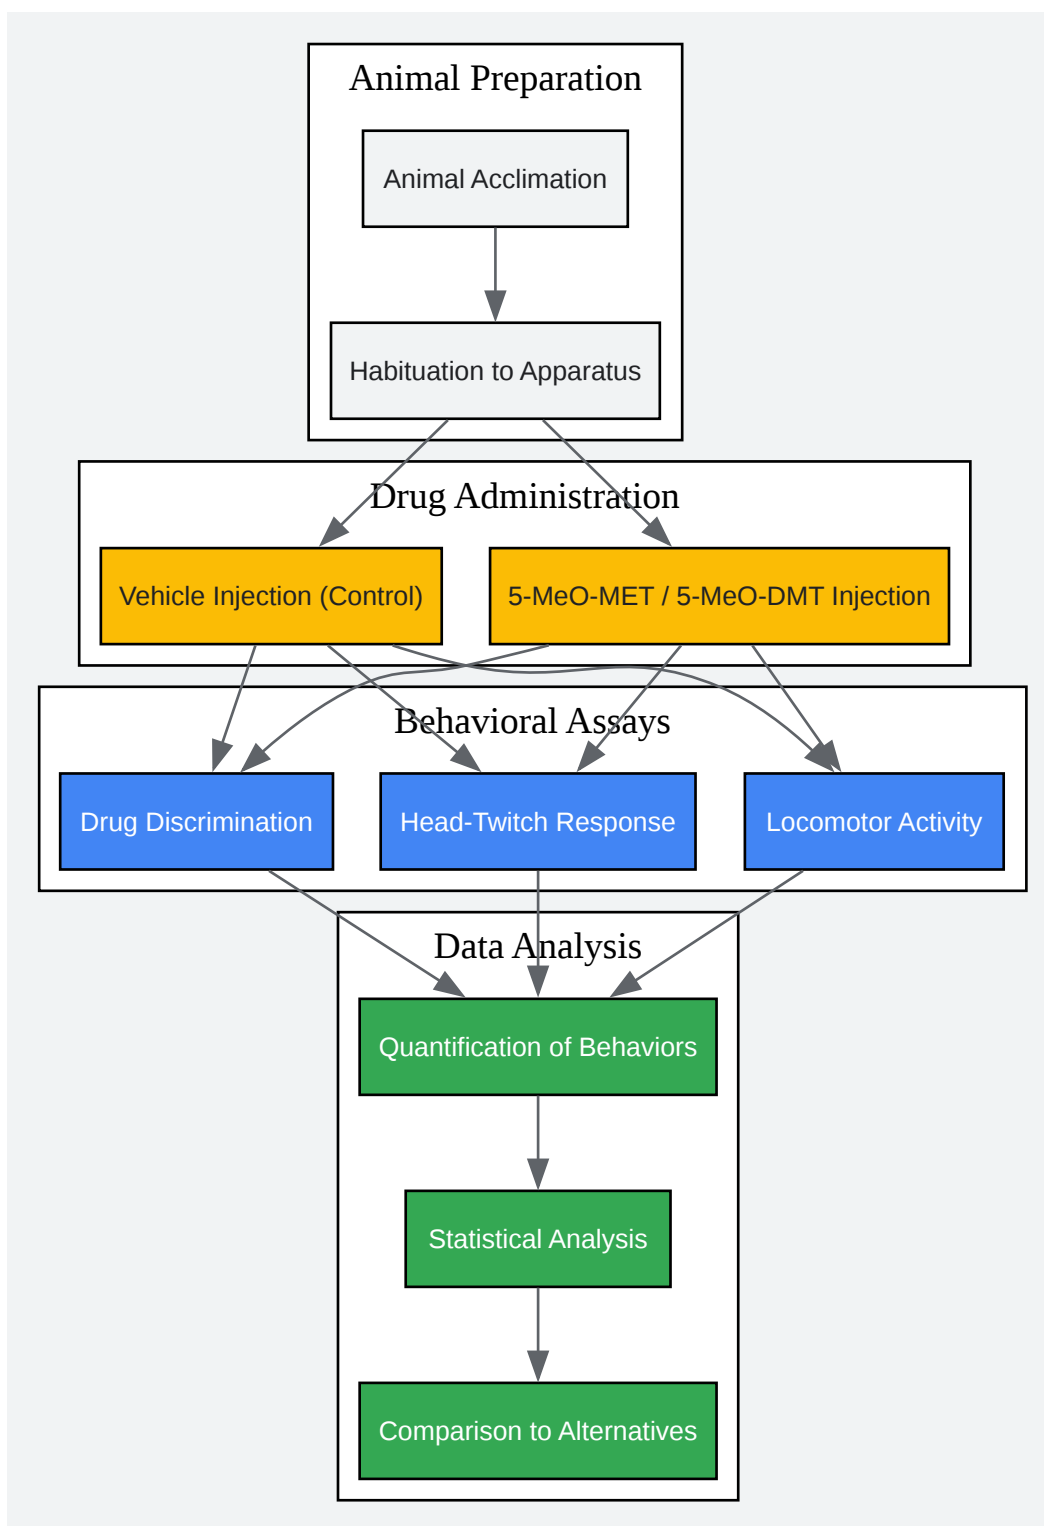 Animal Preparation
Animal Acclimation
Habituation to Apparatus
Drug Administration
Vehicle Injection (Control)
5-MeO-MET / 5-MeO-DMT Injection
Behavioral Assays
Drug Discrimination
Head-Twitch Response
Locomotor Activity
Data Analysis
Quantification of Behaviors
Statistical Analysis
Comparison to Alternatives